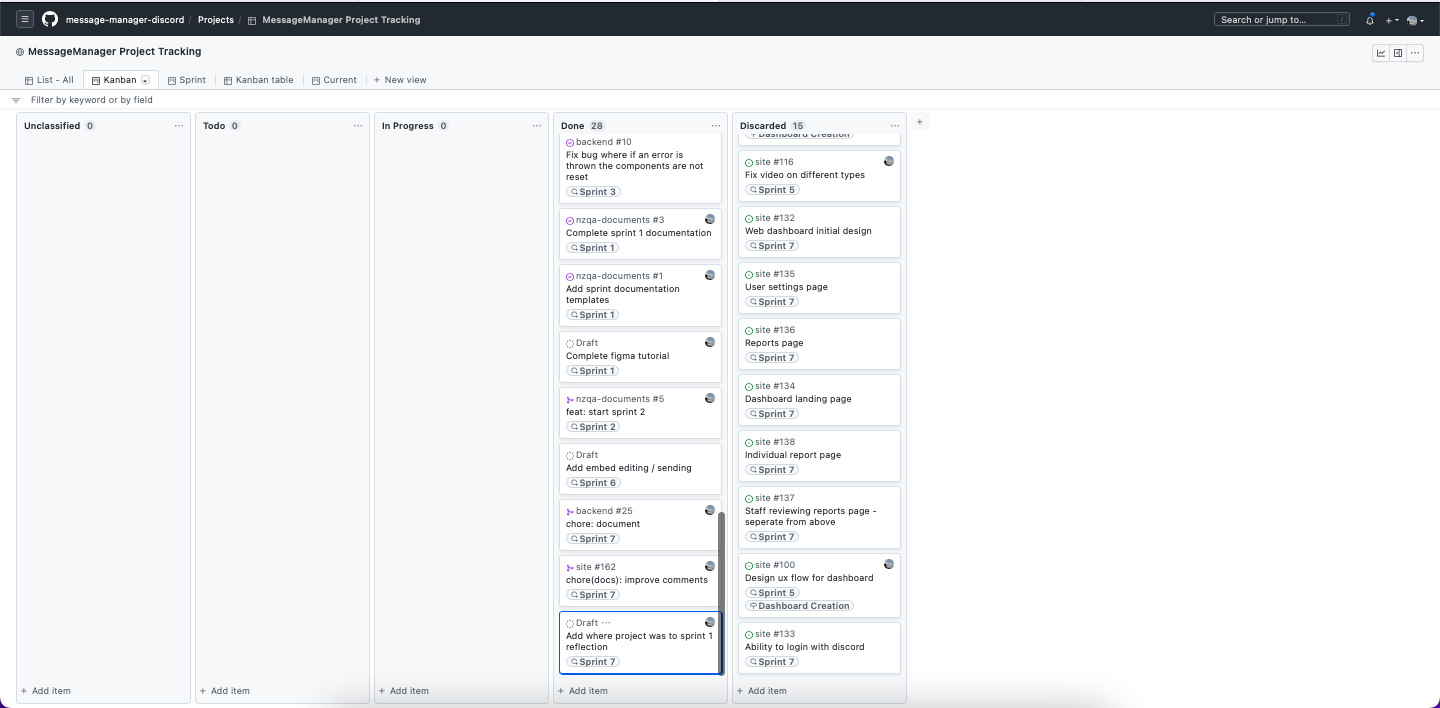 message-manager-discord / Projects / MessageManager Project Tracking
Search or jump to... /
MessageManager Project Tracking
List - All
Kanban
Sprint
Kanban table
Current
+ New view
Filter by keyword or by field
Unclassified 0
+ Add item
Todo 0
+ Add item
In Progress 0
+ Add item
Done 28
backend #10
Fix bug where if an error is
thrown the components are not
reset
Sprint 3
nzqa-documents #3
Complete sprint 1 documentation
Sprint 1
nzqa-documents #1
Add sprint documentation
templates
Sprint 1
Draft
Complete figma tutorial
Sprint 1
nzqa-documents #5
feat: start sprint 2
Sprint 2
Draft
Add embed editing / sending
Sprint 6
backend #25
chore: document
Sprint 7
site #162
chore(docs): improve comments
Sprint 7
Draft ...
Add where project was to sprint 1
reflection
Sprint 7
+ Add item
Discarded 15
Dashboard Creation
site #116
Fix video on different types
Sprint 5
site #132
Web dashboard initial design
Sprint 7
site #135
User settings page
Sprint 7
site #136
Reports page
Sprint 7
site #134
Dashboard landing page
Sprint 7
site #138
Individual report page
Sprint 7
site #137
Staff reviewing reports page -
seperate from above
Sprint 7
site #100
Design ux flow for dashboard
Sprint 5
Dashboard Creation
site #133
Ability to login with discord
Sprint 7
+ Add item